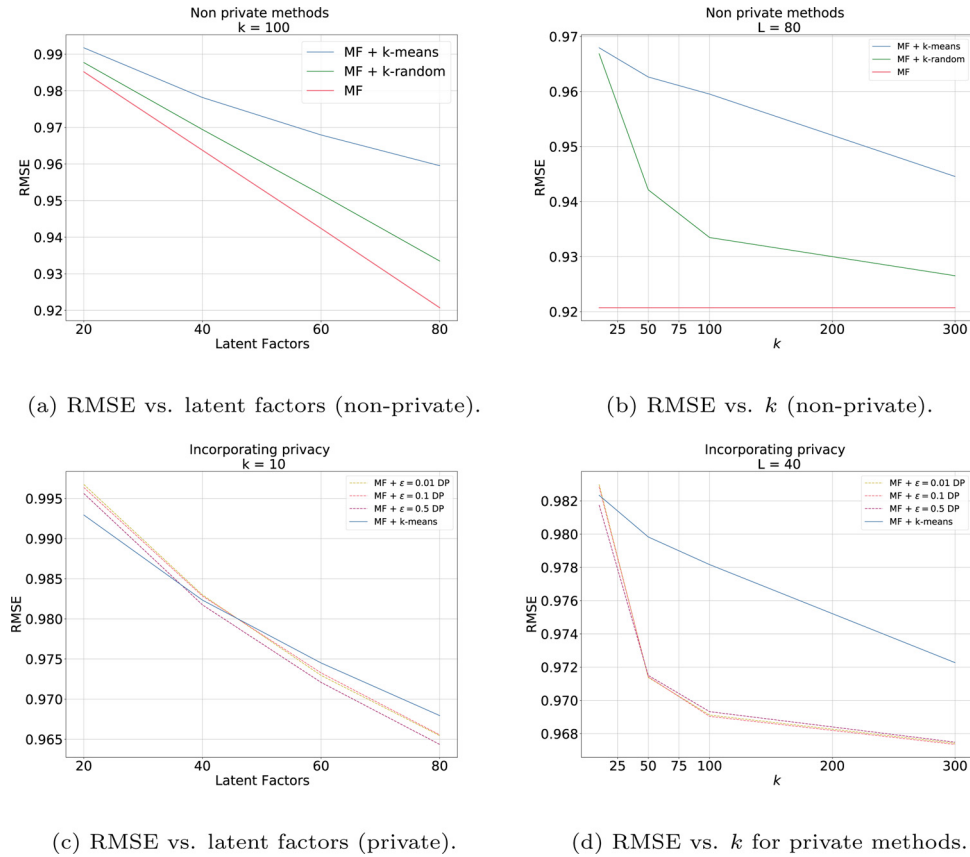 Non private methods
k = 100
MF + k-means
MF + k-random
MF
RMSE
0.99
0.98
0.97
0.96
0.95
0.94
0.93
0.92
20 40 60 80
Latent Factors
(a) RMSE vs. latent factors (non-private).
Non private methods
L = 80
MF + k-means
MF + k-random
MF
RMSE
0.97
0.96
0.95
0.94
0.93
0.92
25 50 75 100 200 300
k
(b) RMSE vs. k (non-private).
Incorporating privacy
k = 10
MF + ε = 0.01 DP
MF + ε = 0.1 DP
MF + ε = 0.5 DP
MF + k-means
RMSE
0.995
0.990
0.985
0.980
0.975
0.970
0.965
20 40 60 80
Latent Factors
(c) RMSE vs. latent factors (private).
Incorporating privacy
L = 40
MF + ε = 0.01 DP
MF + ε = 0.1 DP
MF + ε = 0.5 DP
MF + k-means
RMSE
0.982
0.980
0.978
0.976
0.974
0.972
0.970
0.968
25 50 75 100 200 300
k
(d) RMSE vs. k for private methods.